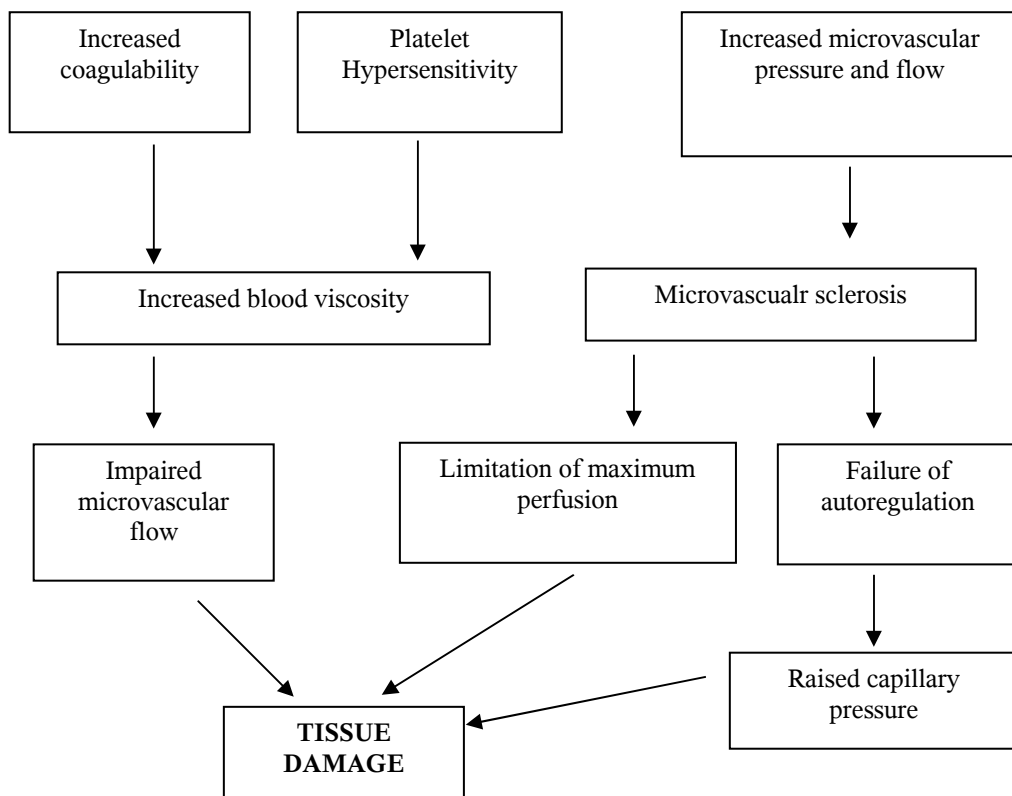 Increased
coagulability
Platelet
Hypersensitivity
Increased microvascular
pressure and flow
Increased blood viscosity
Microvascualr sclerosis
Impaired
microvascular
flow
Limitation of maximum
perfusion
Failure of
autoregulation
Raised capillary
pressure
TISSUE
DAMAGE